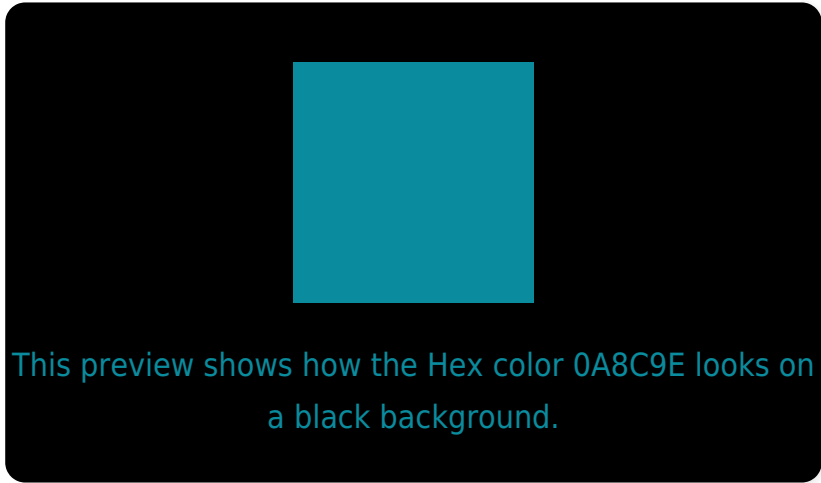 This preview shows how the Hex color 0A8C9E looks on
a black background.